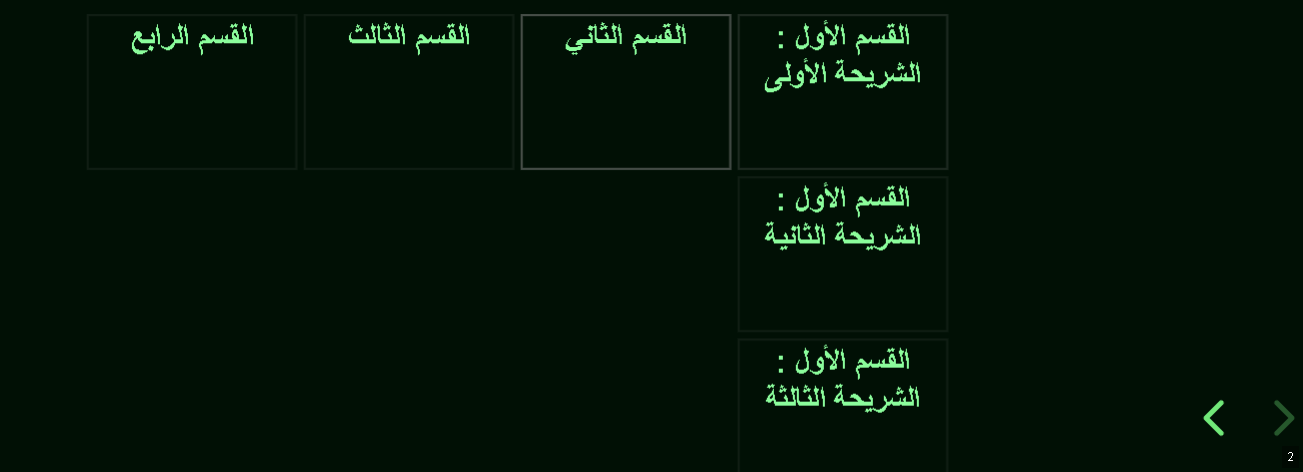 القسم الأول :
الشريحة الأولى
القسم الثاني
القسم الثالث
القسم الرابع
القسم الأول :
الشريحة الثانية
القسم الأول :
الشريحة الثالثة
2